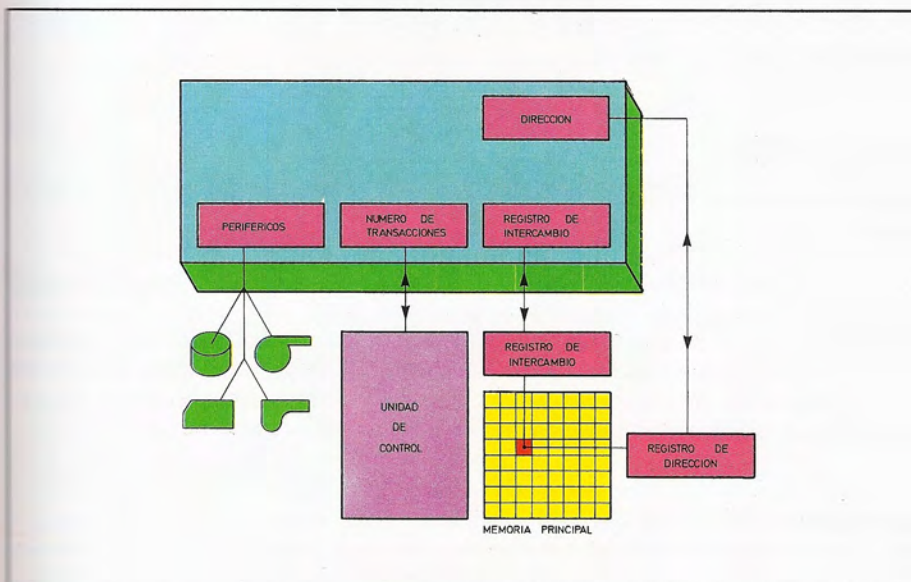 DIRECCION
PERIFERICOS
NUMERO DE
TRANSACCIONES
REGISTRO DE
INTERCAMBIO
REGISTRO DE
INTERCAMBIO
UNIDAD
DE
CONTROL
REGISTRO DE
DIRECCION
MEMORIA PRINCIPAL